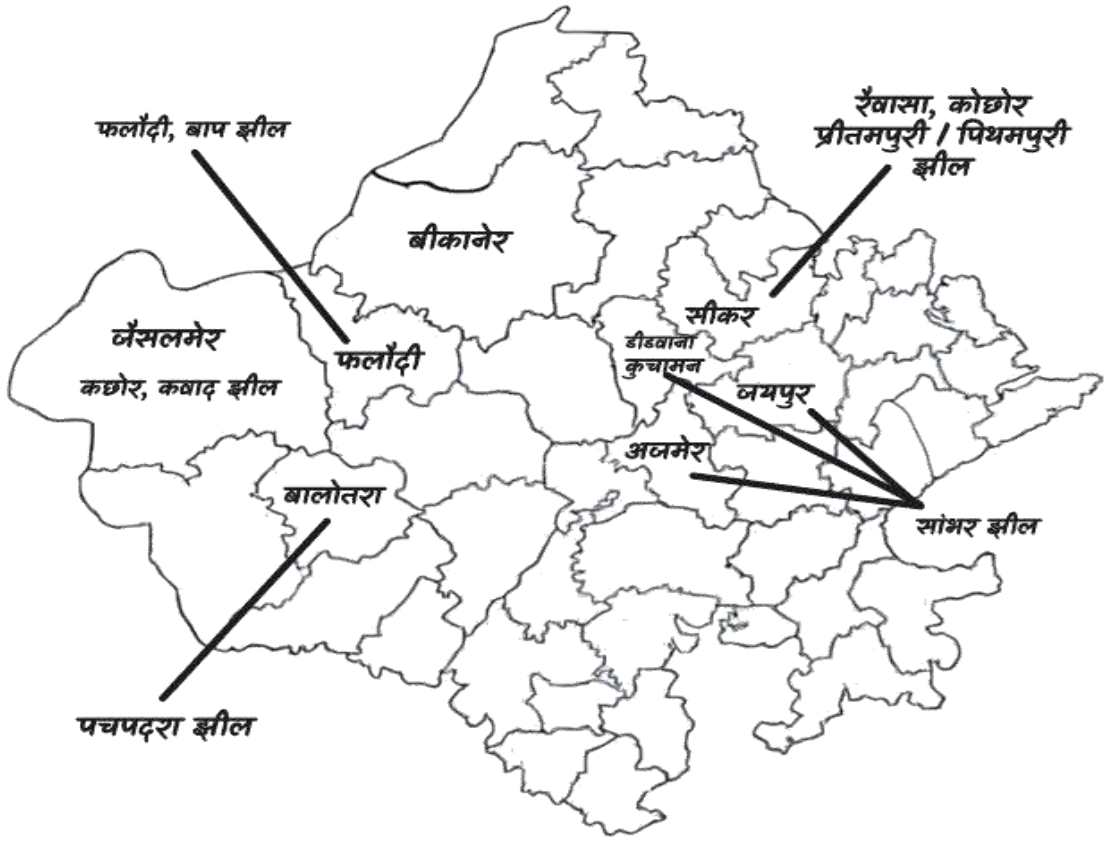 फलौदी, बाप झील
रैवासा, कोछोर
प्रीतमपुरी / पिथमपुरी
झील
बीकानेर
जैसलमेर
कछोर, कवाद झील
फलौदी
सीकर
डीडवाना
कुचामन
जयपुर
अजमेर
बालोतरा
सांभर झील
पचपदरा झील